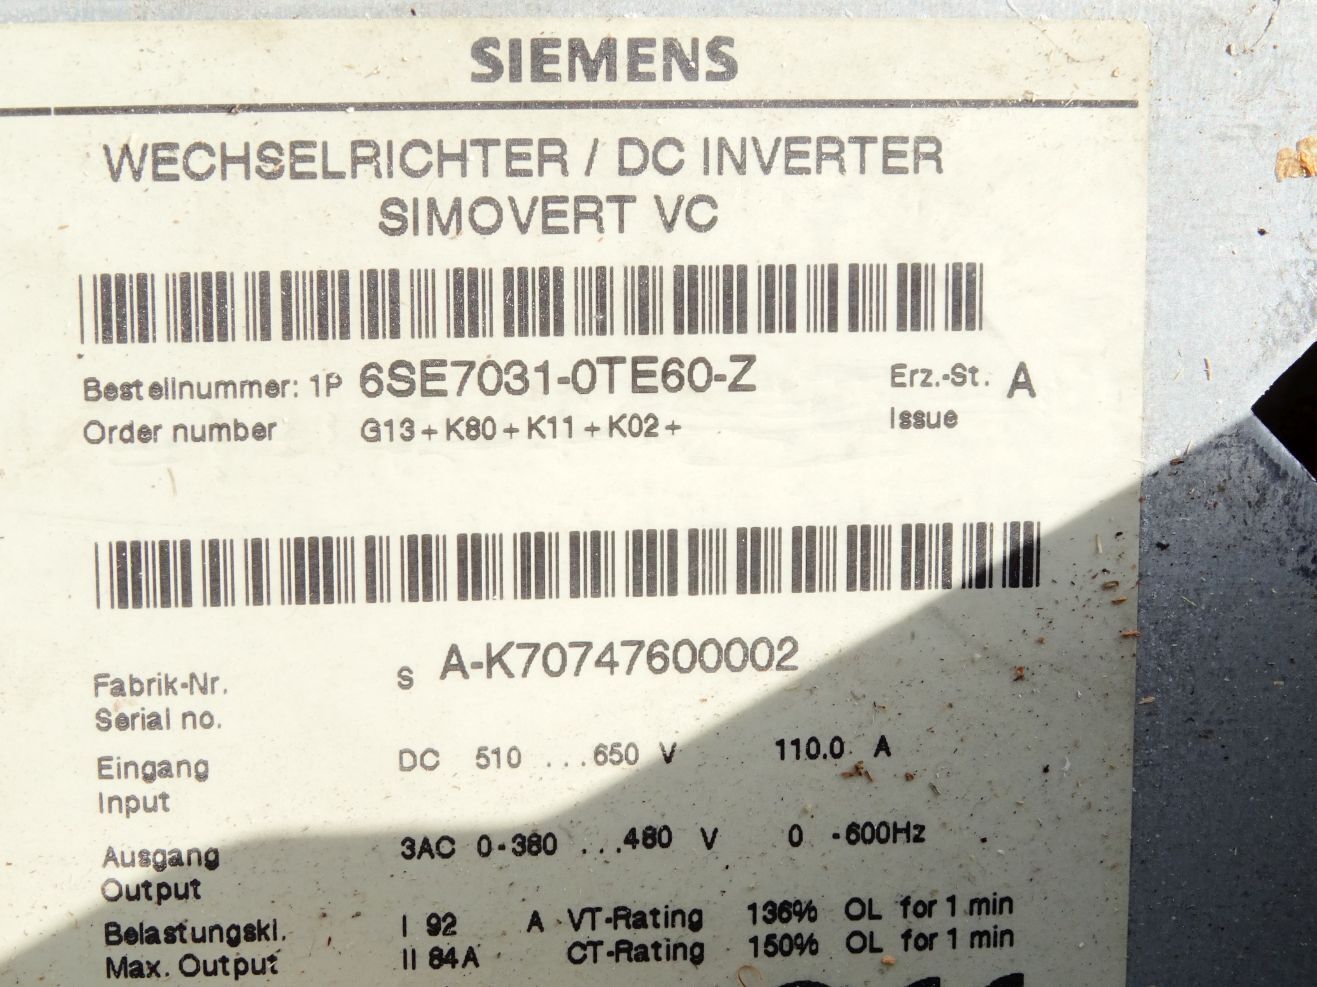 SIEMENS
WECHSELRICHTER / DC INVERTER
SIMOVERT VC
Bestellnummer: 1P 6SE7031-0TE60-Z Erz.-St. A
Order number G13+K80+K11+K02+ Issue
Fabrik-Nr. S A-K70747600002
Serial no.
Eingang DC 510 ...650 V 110.0 A
Input
Ausgang 3AC 0-380 ...480 V 0 -600Hz
Output
Belastungskl. I 92 A VT-Rating 136% OL for 1 min
Max. Output II 84A CT-Rating 150% OL for 1 min